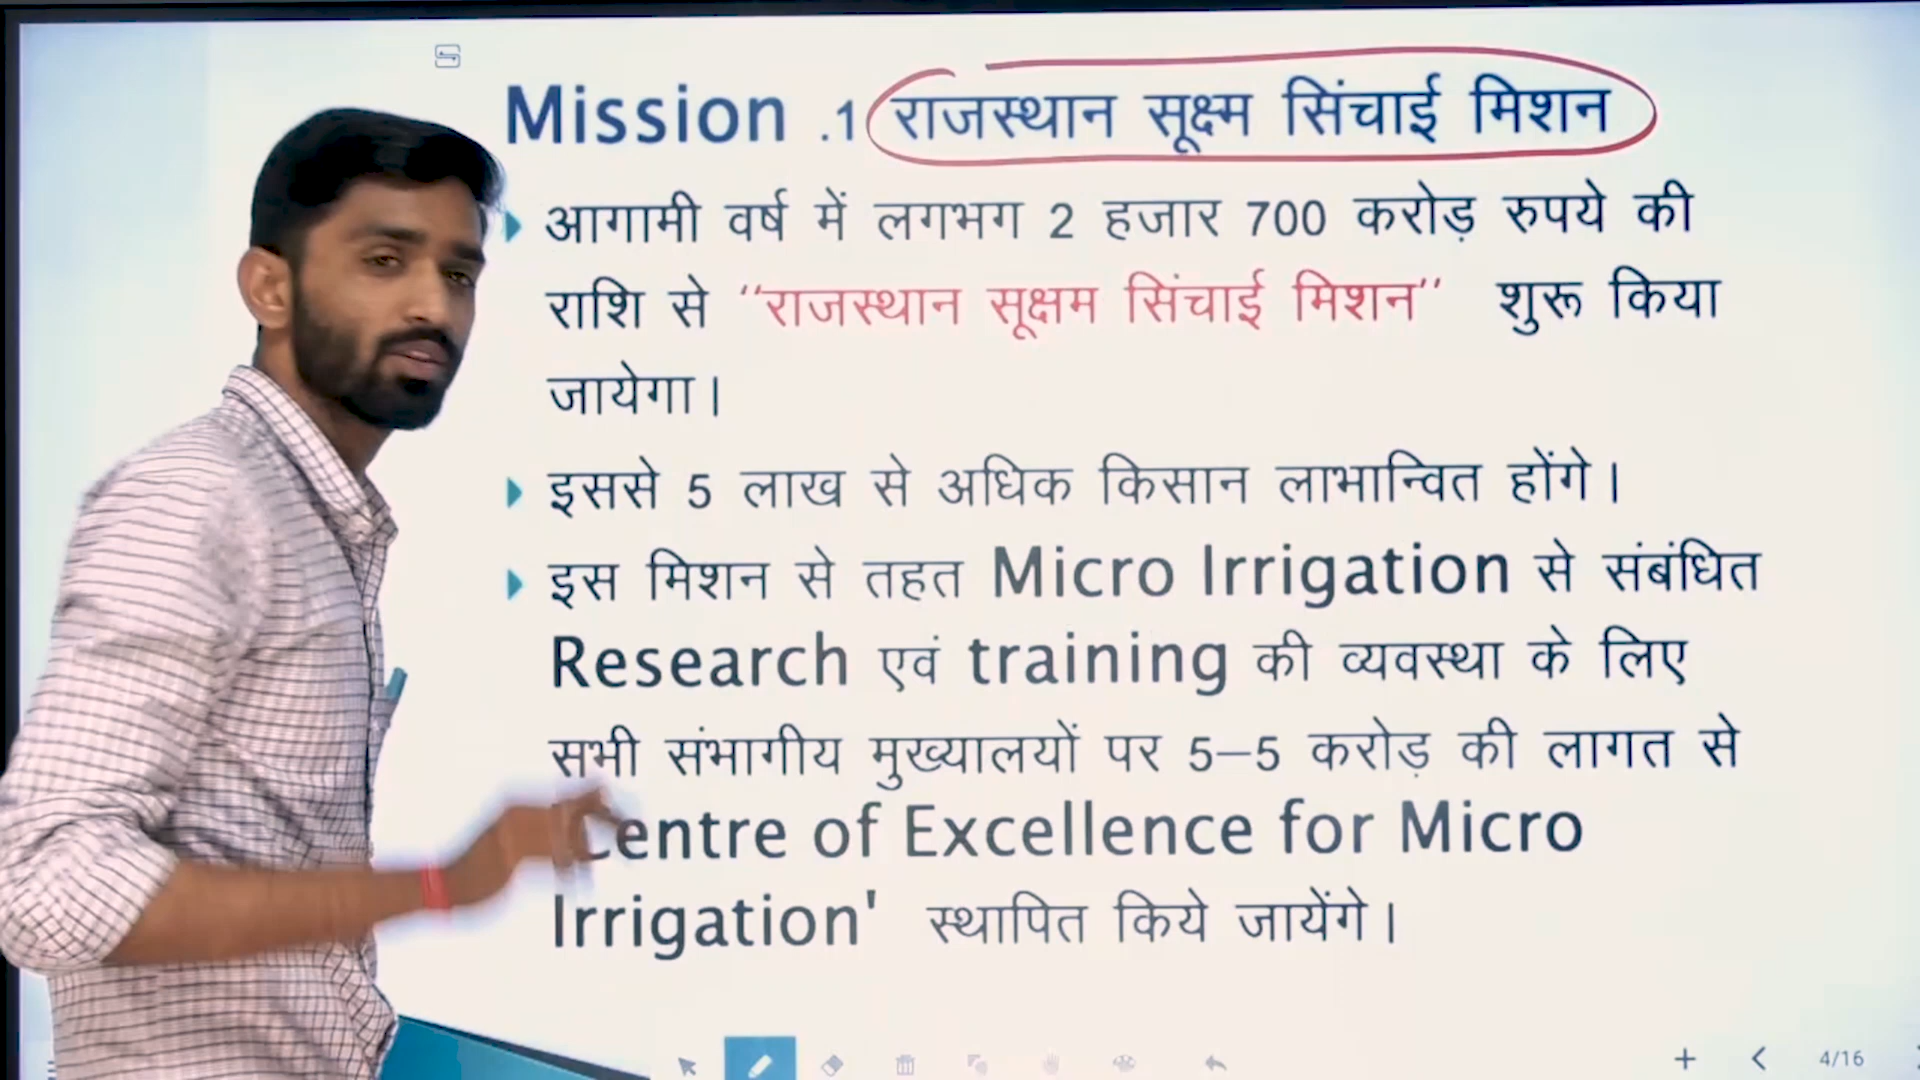 Mission .1 राजस्थान सूक्ष्म सिंचाई मिशन
आगामी वर्ष में लगभग 2 हजार 700 करोड़ रुपये की
राशि से ‘‘राजस्थान सूक्षम सिंचाई मिशन’’ शुरू किया
जायेगा।
इससे 5 लाख से अधिक किसान लाभान्वित होंगे।
इस मिशन से तहत Micro Irrigation से संबंधित
Research एवं training की व्यवस्था के लिए
सभी संभागीय मुख्यालयों पर 5–5 करोड़ की लागत से
Centre of Excellence for Micro
Irrigation' स्थापित किये जायेंगे।
4/16